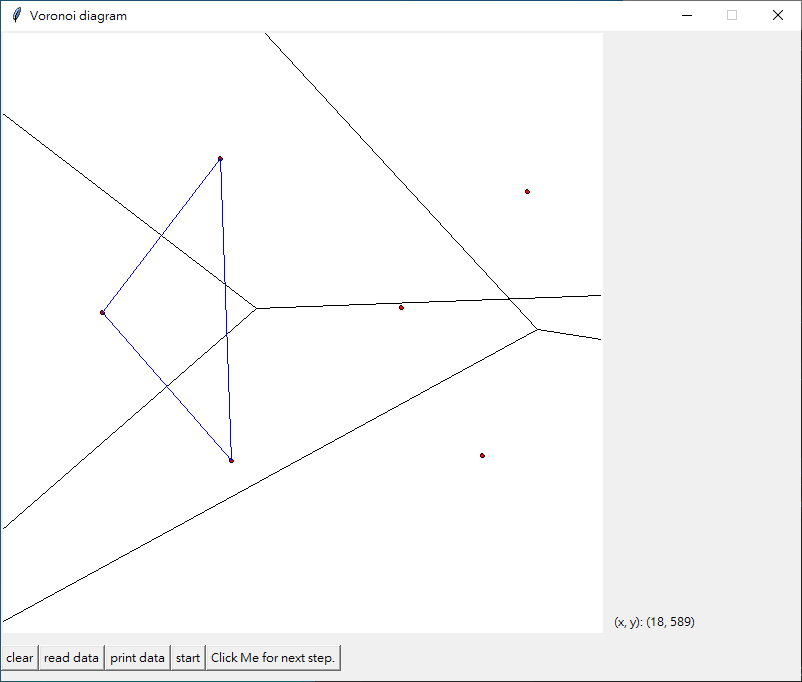 Voronoi diagram
(x, y): (18, 589)
clear read data print data start Click Me for next step.